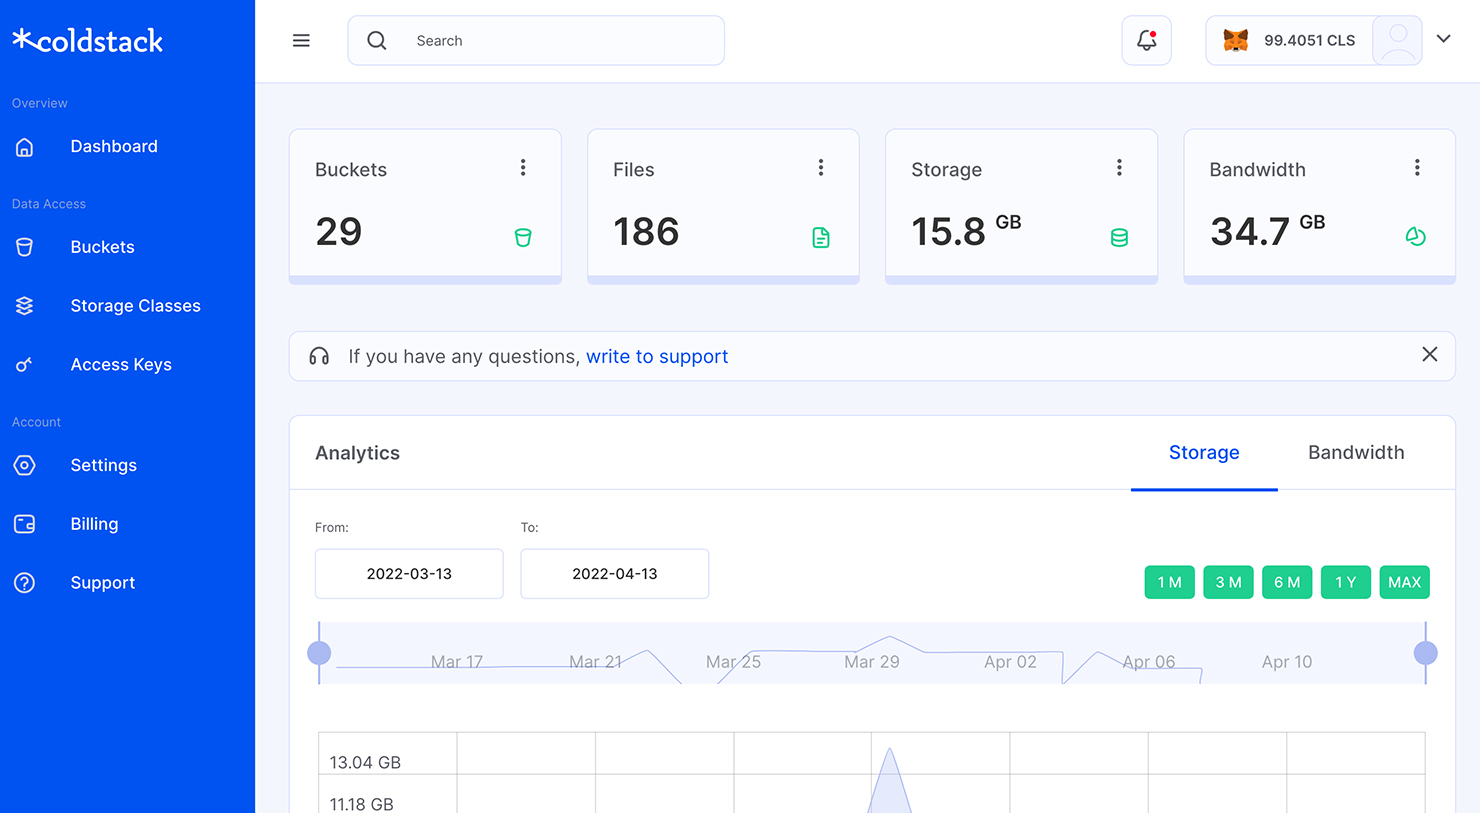 *coldstack
Search
99.4051 CLS
Overview
Dashboard
Data Access
Buckets
Storage Classes
Access Keys
Account
Settings
Billing
Support
Buckets
29
Files
186
Storage
15.8 GB
Bandwidth
34.7 GB
If you have any questions, write to support
Analytics
Storage
Bandwidth
From:
To:
2022-03-13
2022-04-13
1 M
3 M
6 M
1 Y
MAX
Mar 17
Mar 21
Mar 25
Mar 29
Apr 02
Apr 06
Apr 10
13.04 GB
11.18 GB